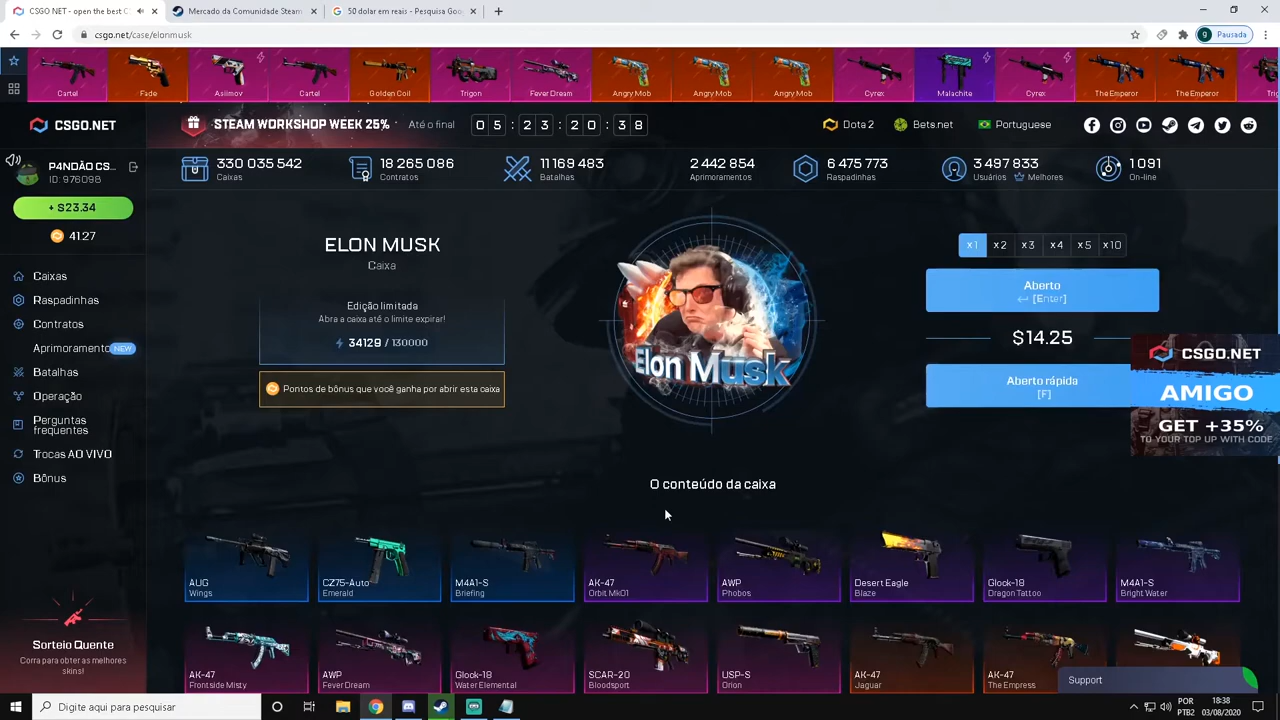 CSGO NET - open the best C
Mercado da Comunidade Steam
50 dolar em reais - Pesquisa Goo
csgo.net/case/elonmusk
g Pausada
Cartel
Fade
Asiimov
Cartel
Golden Coil
Trigon
Fever Dream
Angry Mob
Angry Mob
Angry Mob
Cyrex
Malachite
Cyrex
The Emperor
The Emperor
CSGO.NET
STEAM WORKSHOP WEEK 25%
Até o final
05:23:20:38
Dota 2
Bets.net
Portuguese
P4NDÃO CS...
ID: 976098
+ $23.34
41.27
330 035 542
Caixas
18 265 086
Contratos
11 169 483
Batalhas
2 442 854
Aprimoramentos
6 475 773
Raspadinhas
3 497 833
Usuários
Melhores
1 091
On-line
Caixas
Raspadinhas
Contratos
Aprimoramento NEW
Batalhas
Operação
Perguntas
frequentes
Trocas AO VIVO
Bônus
Sorteio Quente
Corra para obter as melhores
skins!
ELON MUSK
Caixa
Edição limitada
Abra a caixa até o limite expirar!
34129 / 130000
Pontos de bônus que você ganha por abrir esta caixa
Elon Musk
x1 x2 x3 x4 x5 x10
Aberto
[Enter]
$14.25
Aberto rápida
[F]
CSGO.NET
AMIGO
GET +35%
TO YOUR TOP UP WITH CODE
O conteúdo da caixa
AUG
Wings
CZ75-Auto
Emerald
M4A1-S
Briefing
AK-47
Orbit Mk01
AWP
Phobos
Desert Eagle
Blaze
Glock-18
Dragon Tattoo
M4A1-S
Bright Water
AK-47
Frontside Misty
AWP
Fever Dream
Glock-18
Water Elemental
SCAR-20
Bloodsport
USP-S
Orion
AK-47
Jaguar
AK-47
The Empress
Support
Digite aqui para pesquisar
POR
PTB2
18:38
03/08/2020